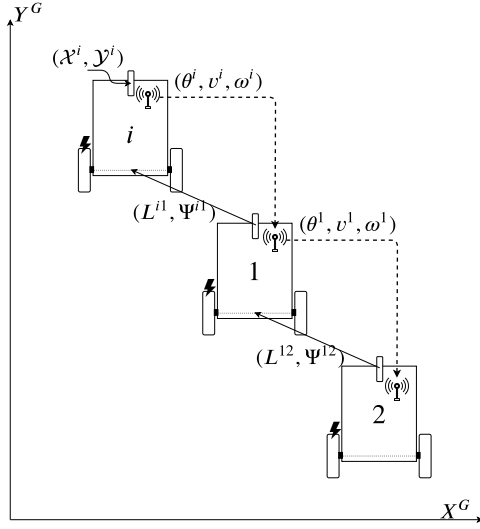 Y^G
(𝒳^i, 𝒴^i)
(θ^i, v^i, ω^i)
i
(L^{i1}, Ψ^{i1})
(θ^1, v^1, ω^1)
1
(L^{12}, Ψ^{12})
2
X^G